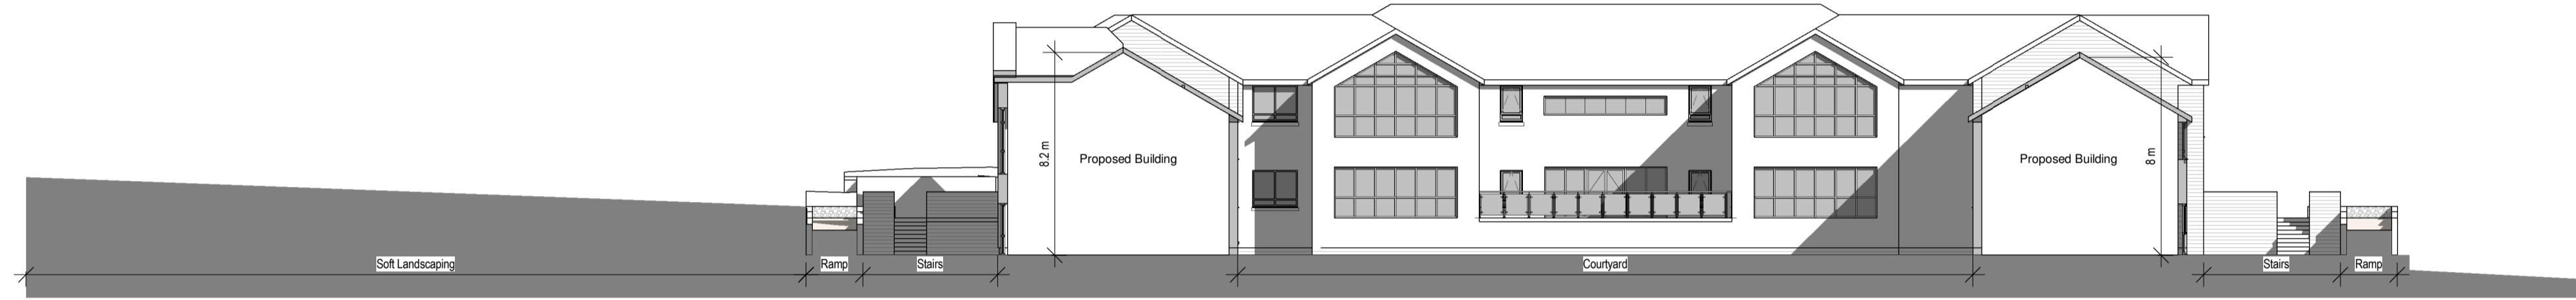 8.2 m
Proposed Building
Proposed Building
8 m
Soft Landscaping
Ramp
Stairs
Courtyard
Stairs
Ramp